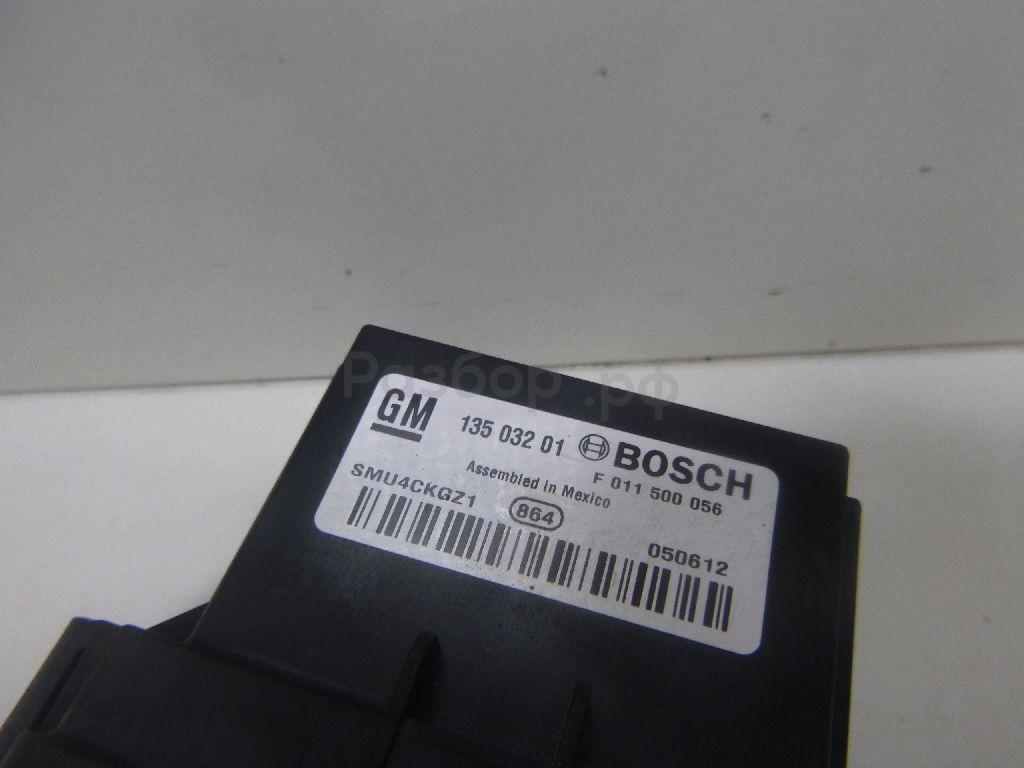 Разбор.рф
GM 135 032 01 BOSCH
F 011 500 056
Assembled in Mexico
SMU4CKGZ1 864
050612